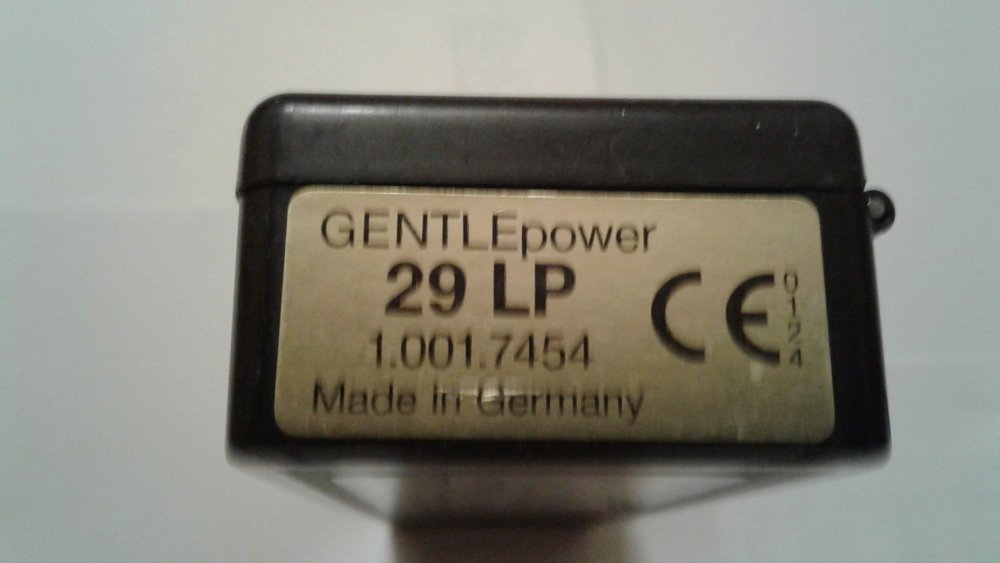 GENTLEpower
29 LP
1.001.7454
Made in Germany
CE 0124